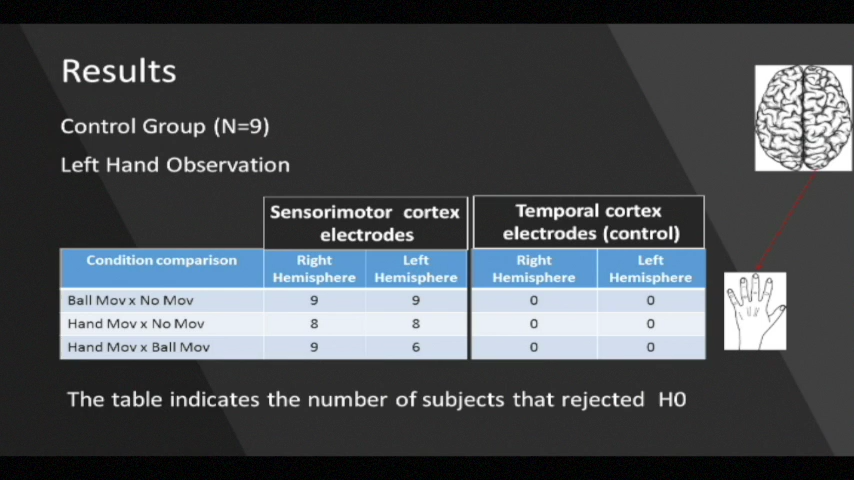 Results
Control Group (N=9)
Left Hand Observation
Sensorimotor cortex electrodes Temporal cortex electrodes (control)
Condition comparison Right Hemisphere Left Hemisphere Right Hemisphere Left Hemisphere
Ball Mov x No Mov 9 9 0 0
Hand Mov x No Mov 8 8 0 0
Hand Mov x Ball Mov 9 6 0 0
The table indicates the number of subjects that rejected H0